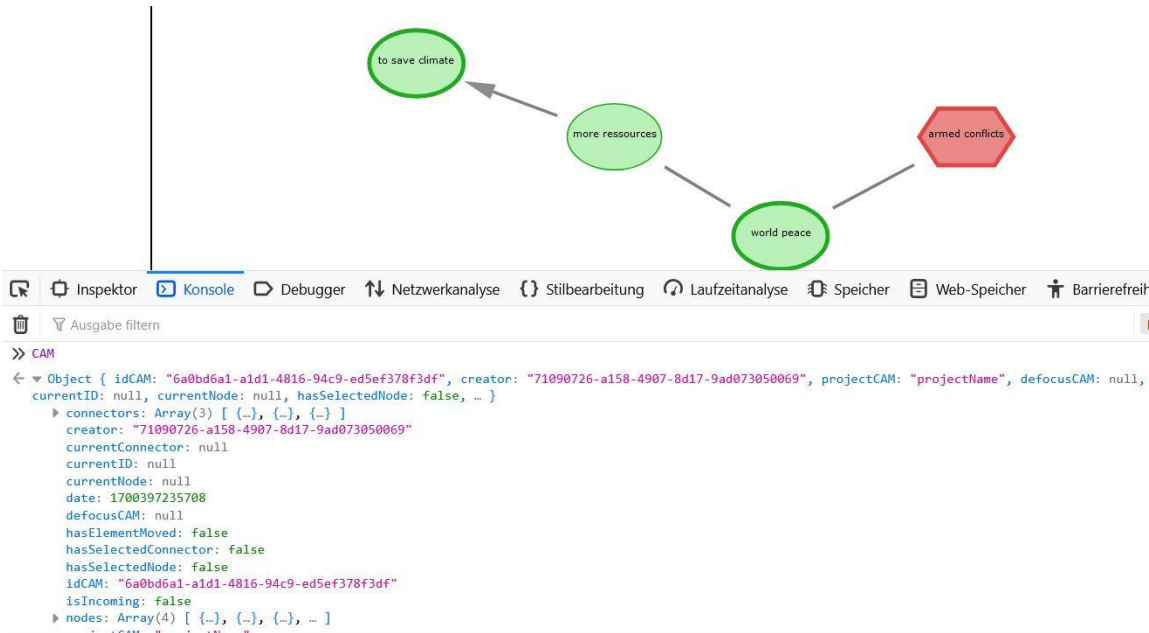 to save climate
more ressources
armed conflicts
world peace
Inspektor Konsole Debugger Netzwerkanalyse {} Stilbearbeitung Laufzeitanalyse Speicher Web-Speicher Barrierefreih
Ausgabe filtern
>> CAM
Object { idCAM: "6a0bd6a1-a1d1-4816-94c9-ed5ef378f3df", creator: "71090726-a158-4907-8d17-9ad073050069", projectCAM: "projectName", defocusCAM: null,
currentID: null, currentNode: null, hasSelectedNode: false, … }
connectors: Array(3) [ {…}, {…}, {…} ]
creator: "71090726-a158-4907-8d17-9ad073050069"
currentConnector: null
currentID: null
currentNode: null
date: 1700397235708
defocusCAM: null
hasElementMoved: false
hasSelectedConnector: false
hasSelectedNode: false
idCAM: "6a0bd6a1-a1d1-4816-94c9-ed5ef378f3df"
isIncoming: false
nodes: Array(4) [ {…}, {…}, {…}, … ]